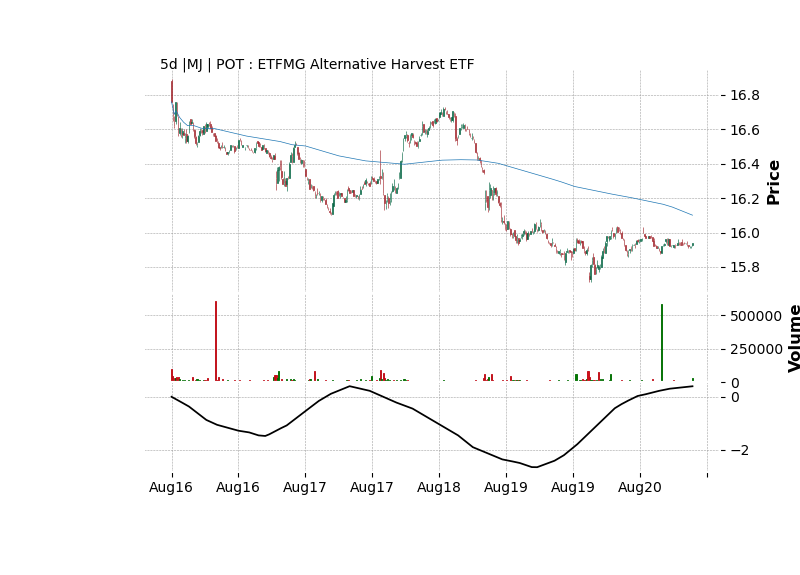 5d |MJ | POT : ETFMG Alternative Harvest ETF
16.8
16.6
16.4
16.2
16.0
15.8
Price
500000
250000
0
Volume
0
−2
Aug16 Aug16 Aug17 Aug17 Aug18 Aug19 Aug19 Aug20